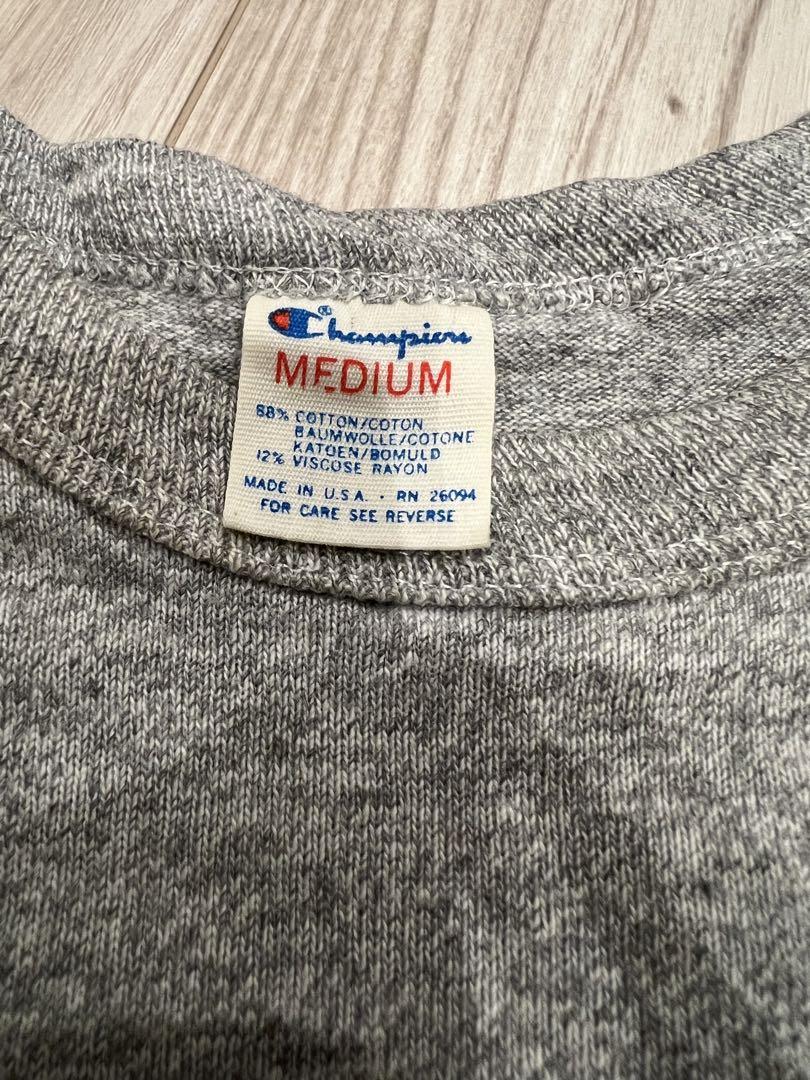 Champion®
MEDIUM
88% COTTON/COTON
BAUMWOLLE/COTONE
KATOEN/BOMULD
12% VISCOSE RAYON
MADE IN U.S.A. · RN 26094
FOR CARE SEE REVERSE